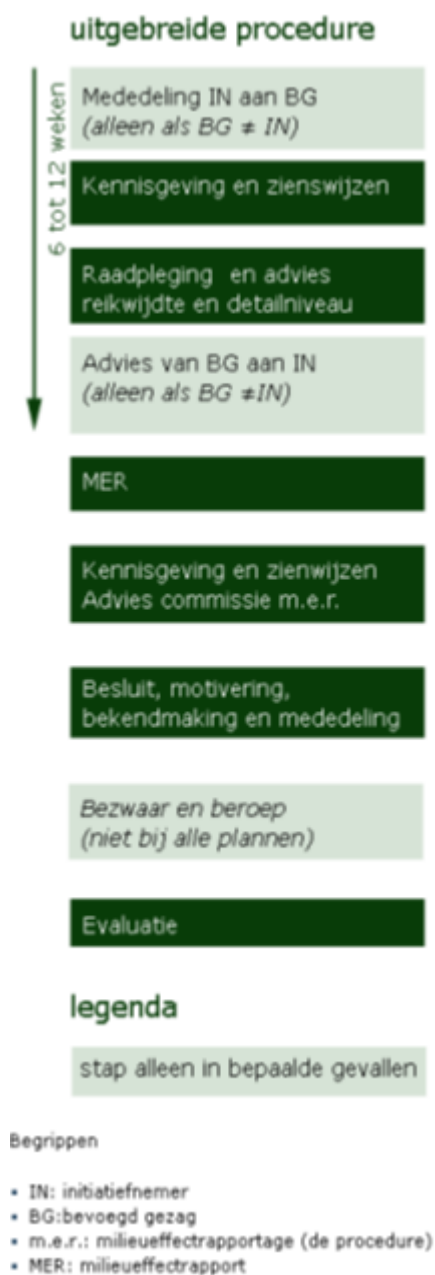 uitgebreide procedure
6 tot 12 weken
Mededeling IN aan BG
(alleen als BG ≠ IN)
Kennisgeving en zienswijzen
Raadpleging en advies
reikwijdte en detailniveau
Advies van BG aan IN
(alleen als BG ≠IN)
MER
Kennisgeving en zienwijzen
Advies commissie m.e.r.
Besluit, motivering,
bekendmaking en mededeling
Bezwaar en beroep
(niet bij alle plannen)
Evaluatie
legenda
stap alleen in bepaalde gevallen
Begrippen
• IN: initiatiefnemer
• BG:bevoegd gezag
• m.e.r.: milieueffectrapportage (de procedure)
• MER: milieueffectrapport